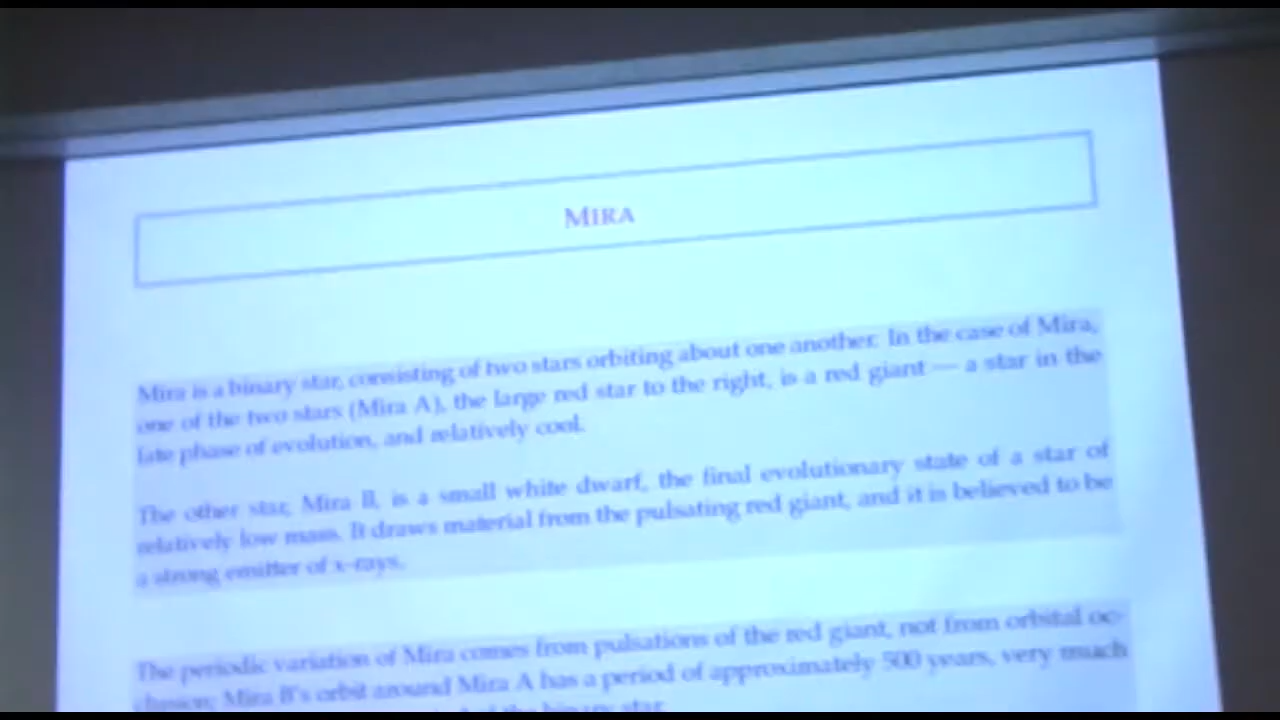 MIRA
Mira is a binary star, consisting of two stars orbiting about one another. In the case of Mira,
one of the two stars (Mira A), the large red star to the right, is a red giant — a star in the
late phase of evolution, and relatively cool.
The other star, Mira B, is a small white dwarf, the final evolutionary state of a star of
relatively low mass. It draws material from the pulsating red giant, and it is believed to be
a strong emitter of x-rays.
The periodic variation of Mira comes from pulsations of the red giant, not from orbital oc-
clusion; Mira B's orbit around Mira A has a period of approximately 500 years, very much
of the binary star.